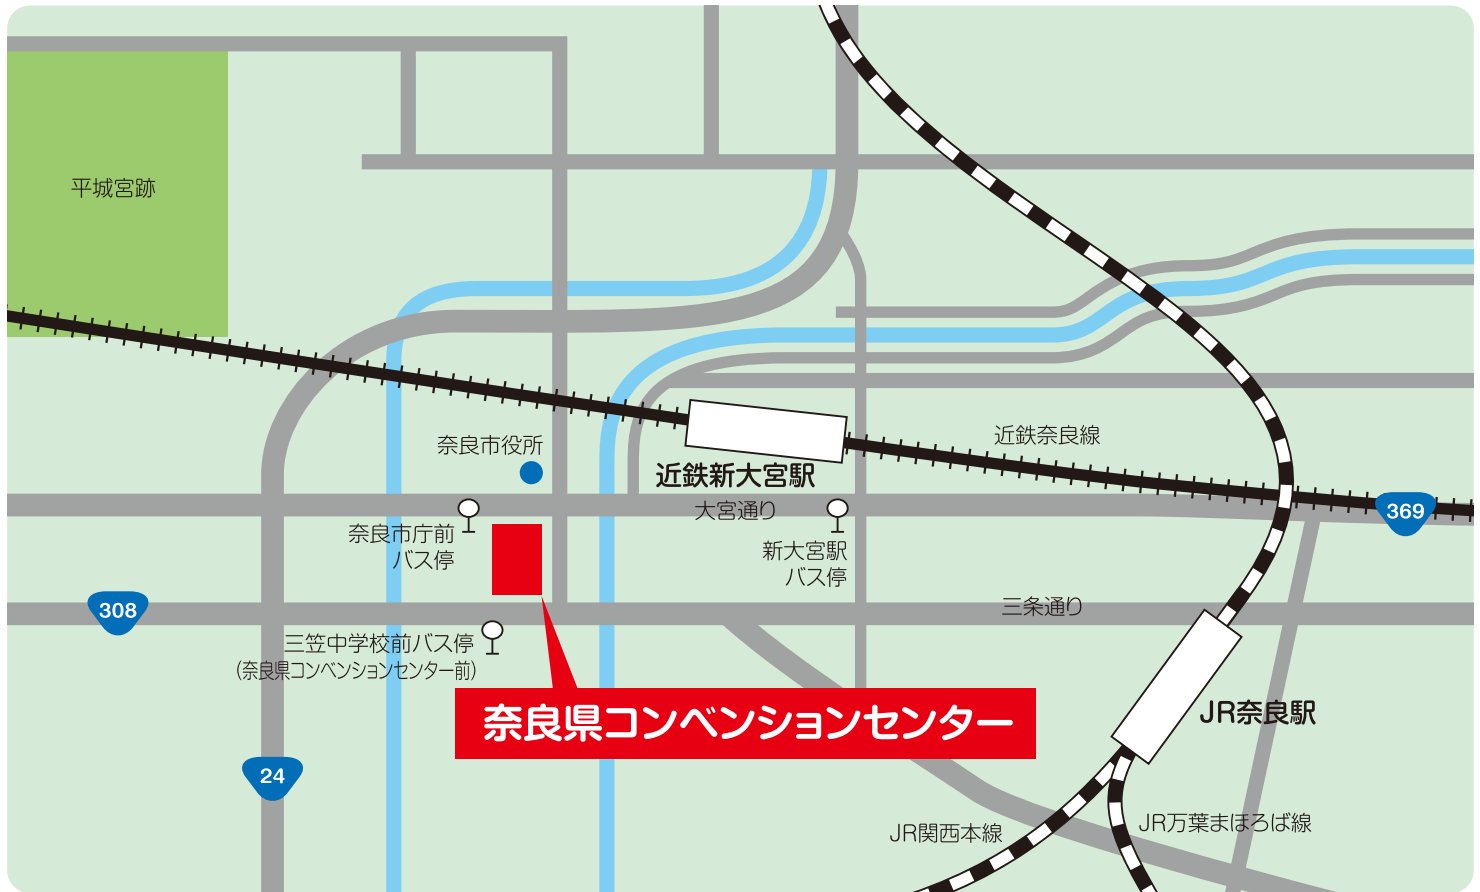 平城宮跡
近鉄奈良線
奈良市役所
近鉄新大宮駅
大宮通り
369
奈良市庁前
バス停
新大宮駅
バス停
308
三条通り
三笠中学校前バス停
(奈良県コンベンションセンター前)
奈良県コンベンションセンター
JR奈良駅
24
JR関西本線
JR万葉まほろば線